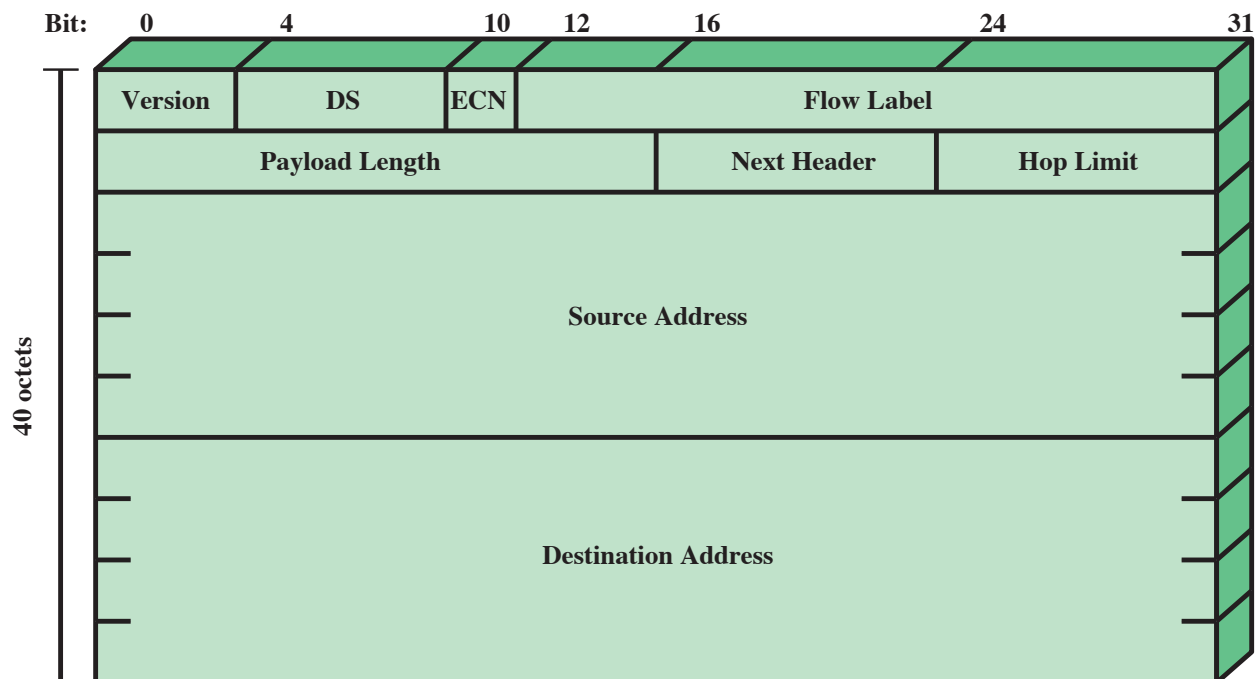 Bit: 0 4 10 12 16 24 31
Version DS ECN Flow Label
Payload Length Next Header Hop Limit
Source Address
40 octets
Destination Address